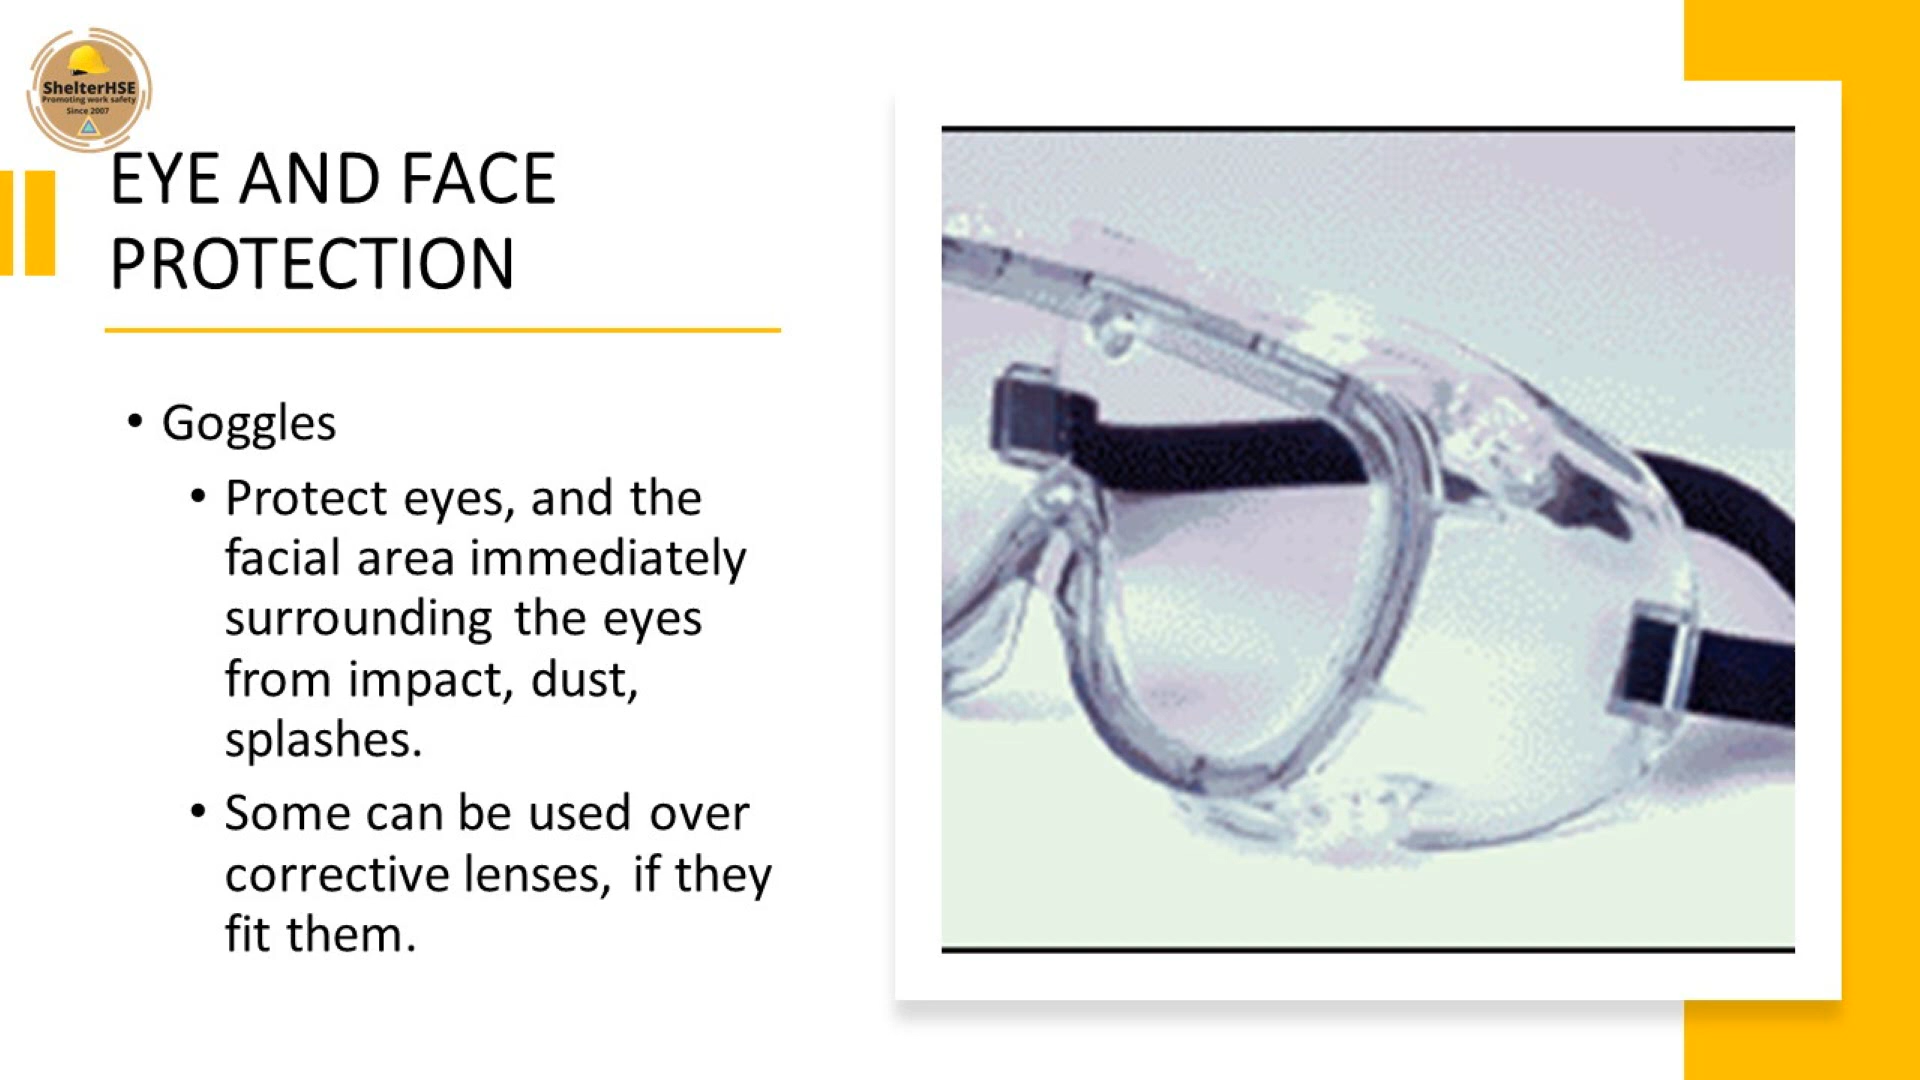 ShelterHSE
Promoting work safety
Since 2007
EYE AND FACE
PROTECTION
• Goggles
• Protect eyes, and the
facial area immediately
surrounding the eyes
from impact, dust,
splashes.
• Some can be used over
corrective lenses, if they
fit them.